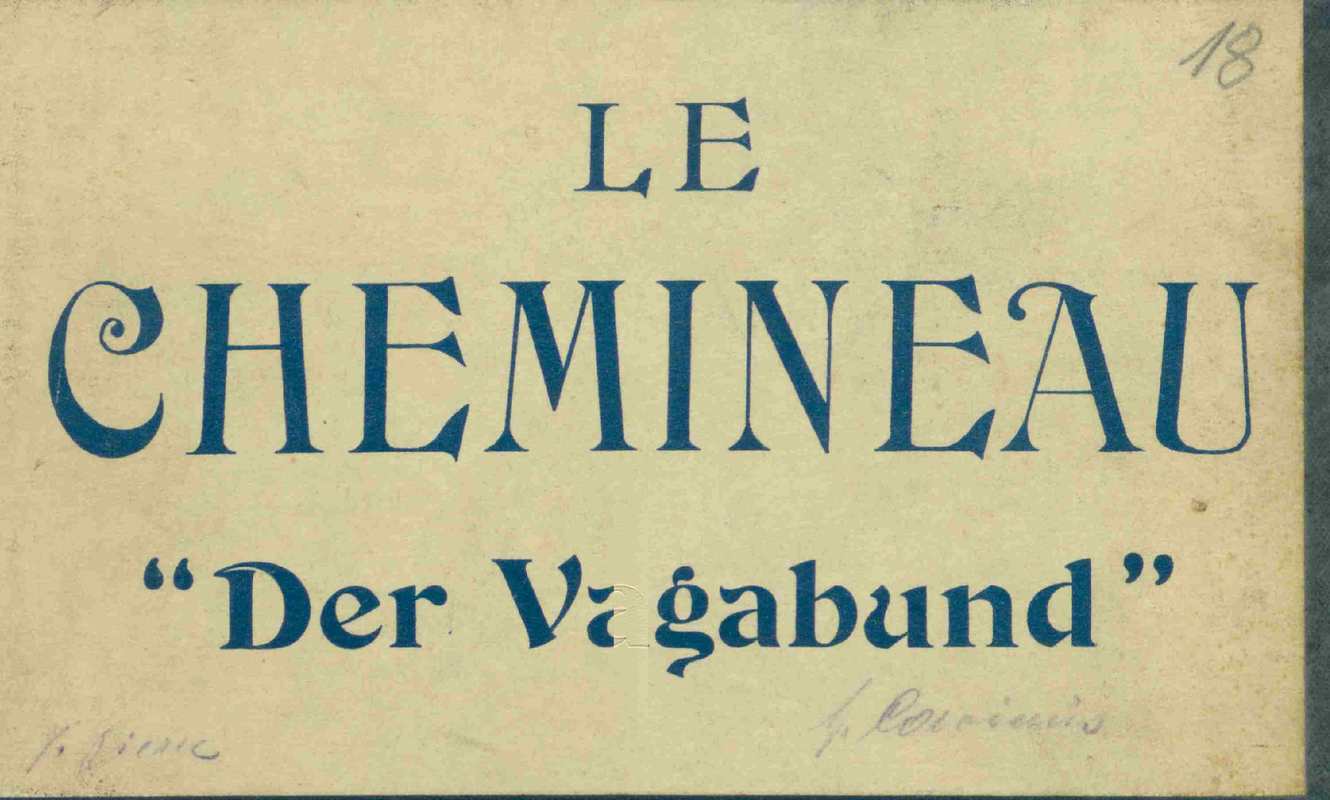 18
LE
CHEMINEAU
“Der Vagabund”